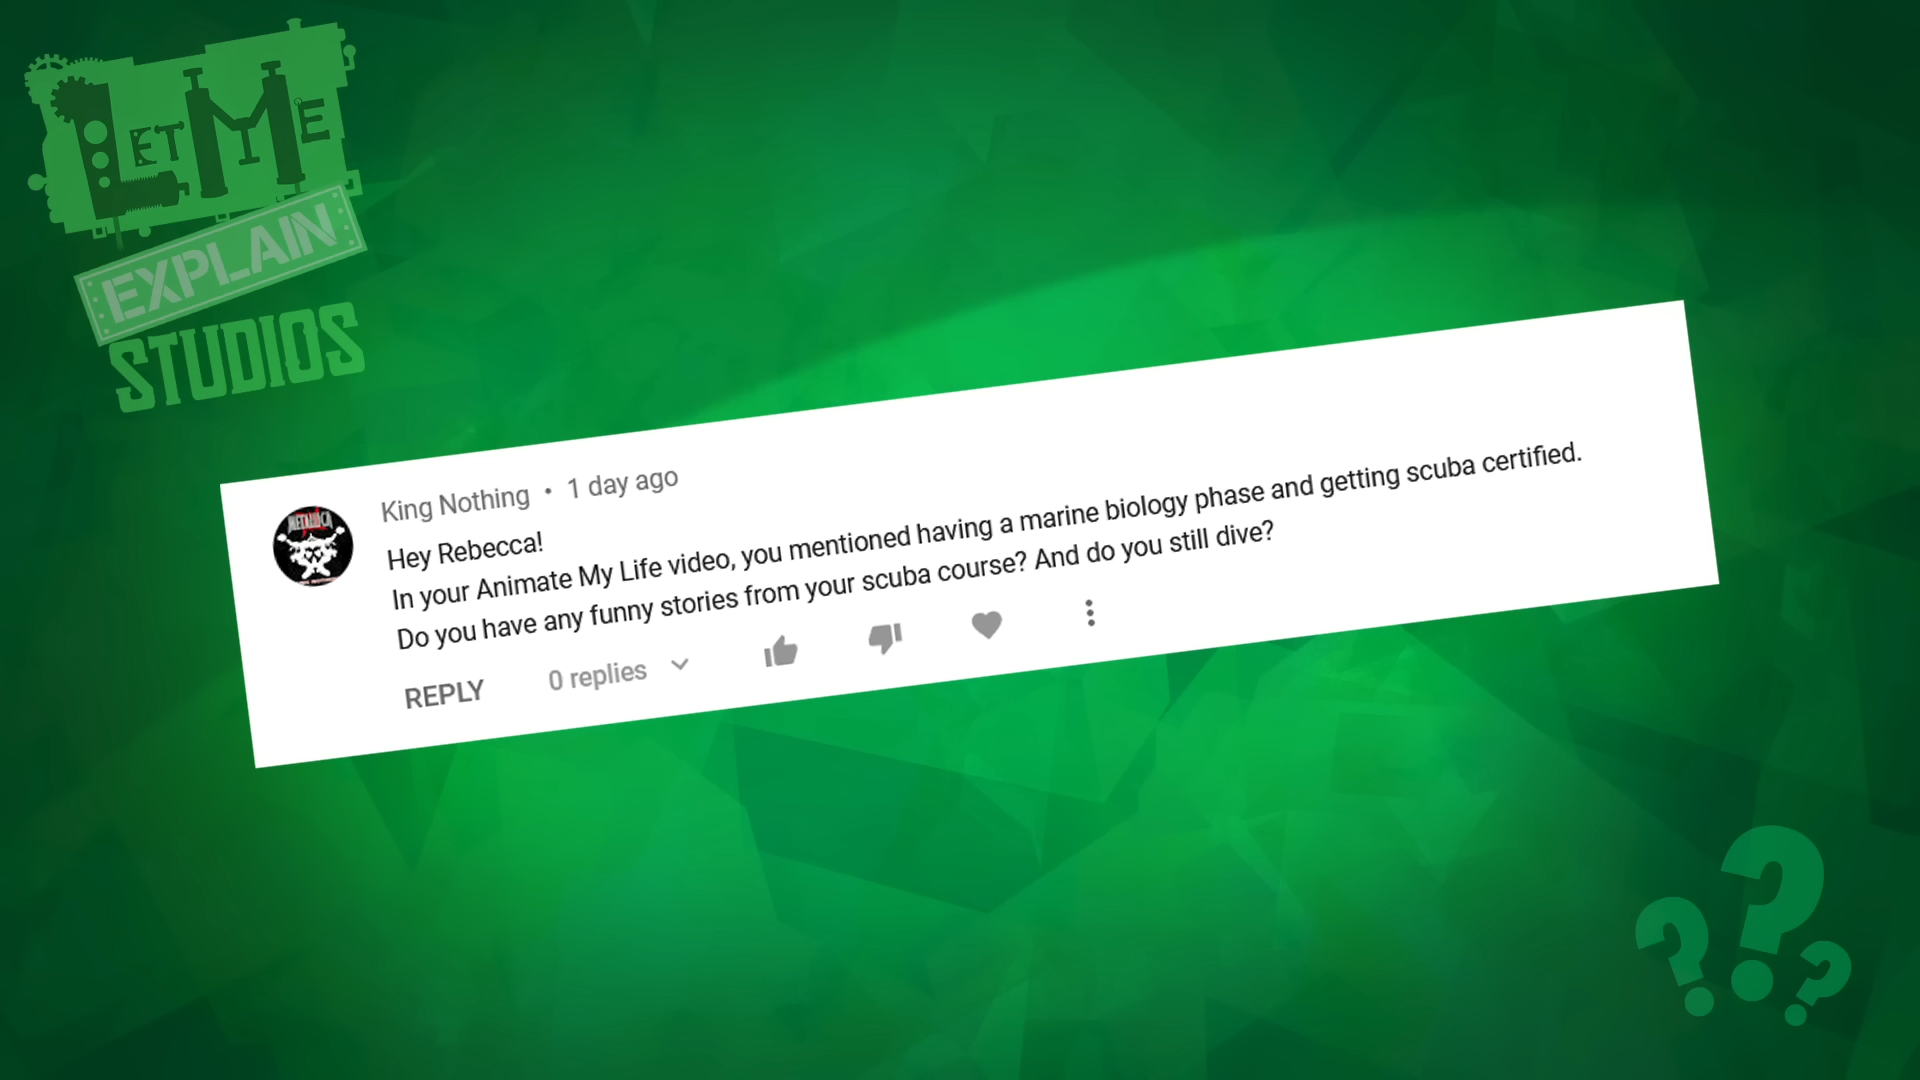 LET ME
EXPLAIN
STUDIOS
King Nothing • 1 day ago
METALLICA
Hey Rebecca!
In your Animate My Life video, you mentioned having a marine biology phase and getting scuba certified.
Do you have any funny stories from your scuba course? And do you still dive?
REPLY 0 replies
???